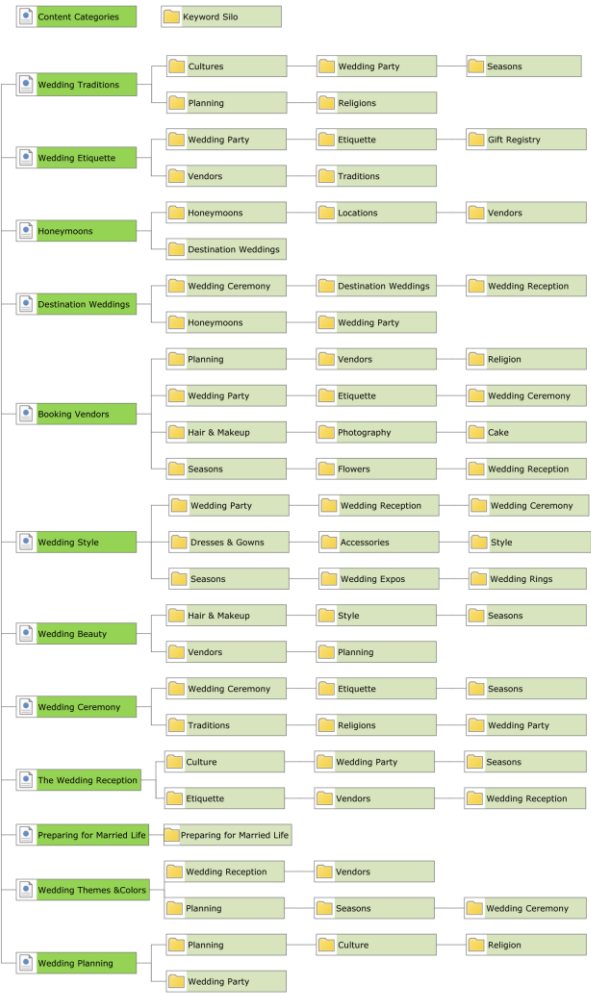 Content Categories Keyword Silo
Cultures Wedding Party Seasons
Wedding Traditions
Planning Religions
Wedding Party Etiquette Gift Registry
Wedding Etiquette
Vendors Traditions
Honeymoons Locations Vendors
Honeymoons
Destination Weddings
Wedding Ceremony Destination Weddings Wedding Reception
Destination Weddings
Honeymoons Wedding Party
Planning Vendors Religion
Wedding Party Etiquette Wedding Ceremony
Booking Vendors
Hair & Makeup Photography Cake
Seasons Flowers Wedding Reception
Wedding Party Wedding Reception Wedding Ceremony
Wedding Style Dresses & Gowns Accessories Style
Seasons Wedding Expos Wedding Rings
Hair & Makeup Style Seasons
Wedding Beauty
Vendors Planning
Wedding Ceremony Etiquette Seasons
Wedding Ceremony
Traditions Religions Wedding Party
Culture Wedding Party Seasons
The Wedding Reception
Etiquette Vendors Wedding Reception
Preparing for Married Life Preparing for Married Life
Wedding Reception Vendors
Wedding Themes &Colors
Planning Seasons Wedding Ceremony
Planning Culture Religion
Wedding Planning
Wedding Party